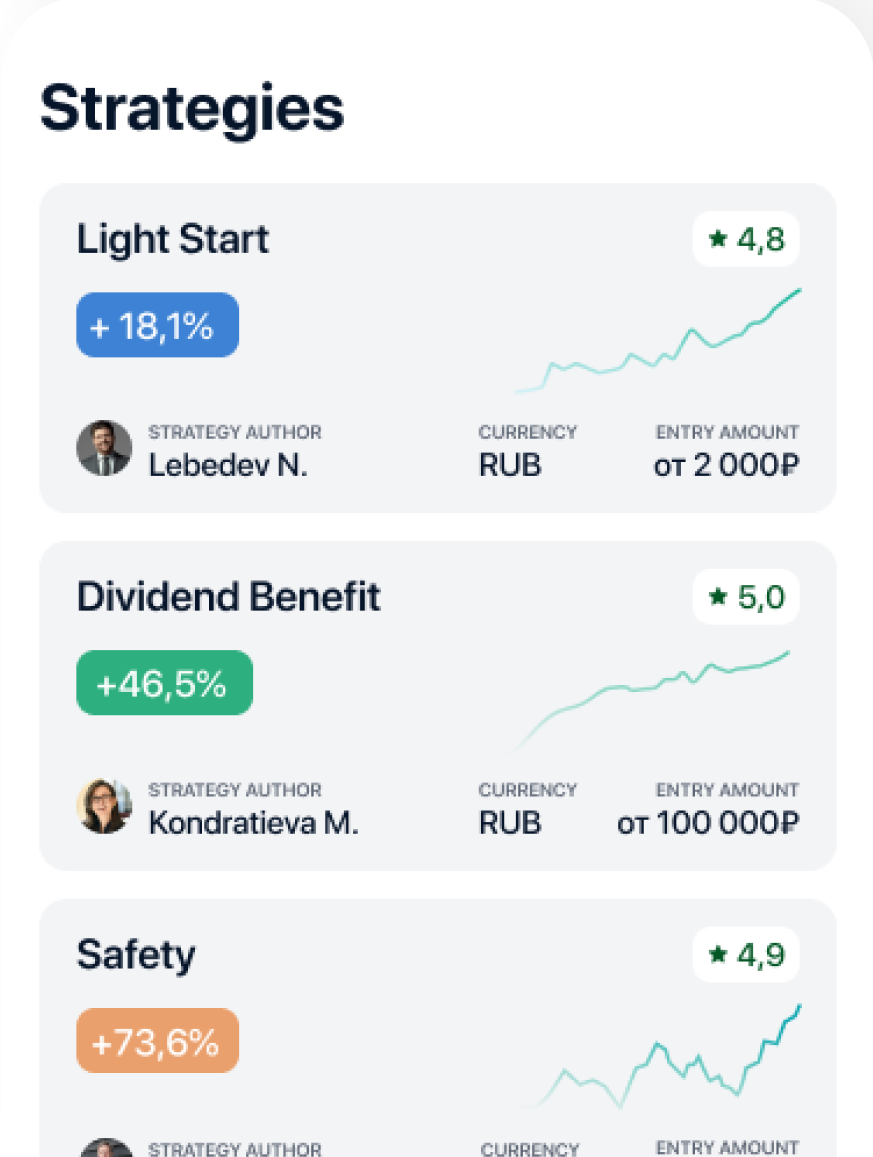 Strategies
Light Start
★ 4,8
+ 18,1%
STRATEGY AUTHOR
CURRENCY
ENTRY AMOUNT
Lebedev N.
RUB
от 2 000₽
Dividend Benefit
★ 5,0
+46,5%
STRATEGY AUTHOR
CURRENCY
ENTRY AMOUNT
Kondratieva M.
RUB
от 100 000₽
Safety
★ 4,9
+73,6%
STRATEGY AUTHOR
CURRENCY
ENTRY AMOUNT